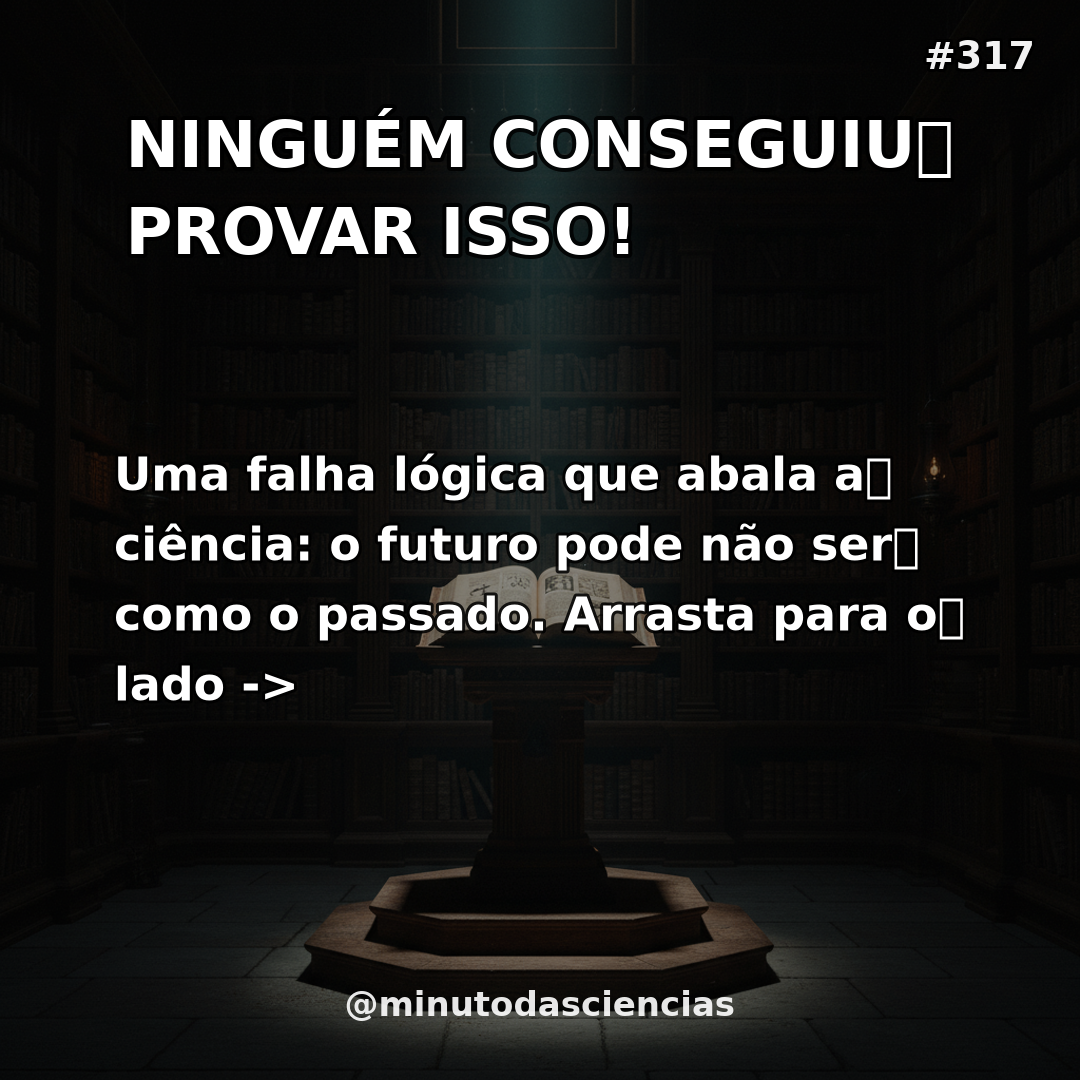 #317
NINGUÉM CONSEGUIU▯
PROVAR ISSO!
Uma falha lógica que abala a▯
ciência: o futuro pode não ser▯
como o passado. Arrasta para o▯
lado ->
@minutodasciencias